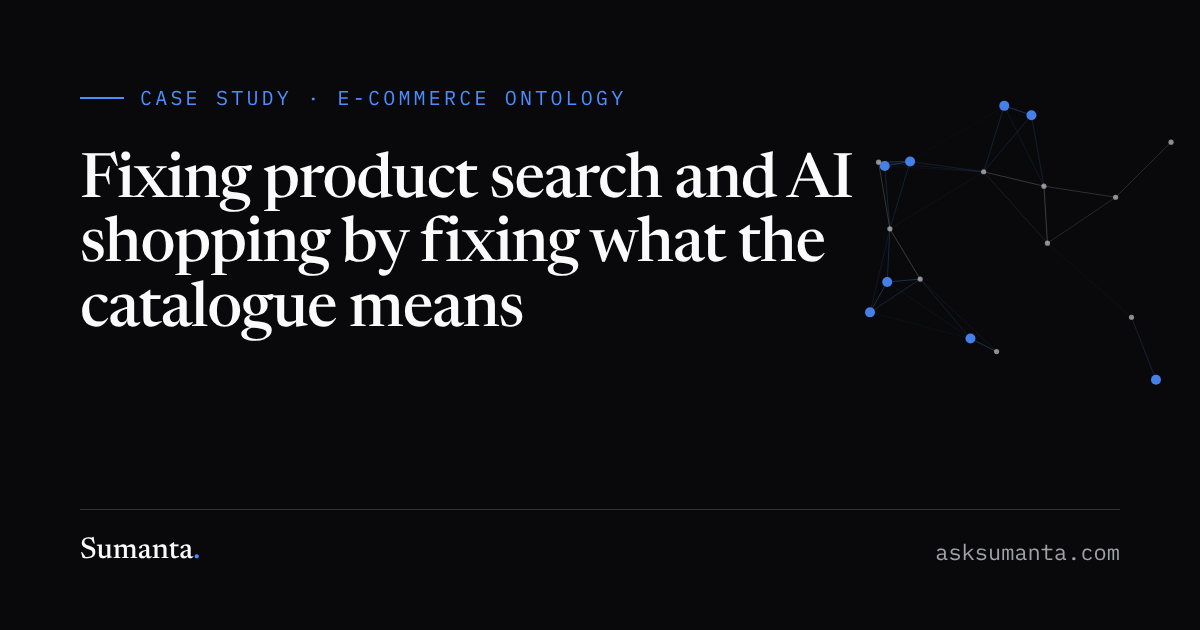 CASE STUDY · E-COMMERCE ONTOLOGY
Fixing product search and AI
shopping by fixing what the
catalogue means
Sumanta.
asksumanta.com